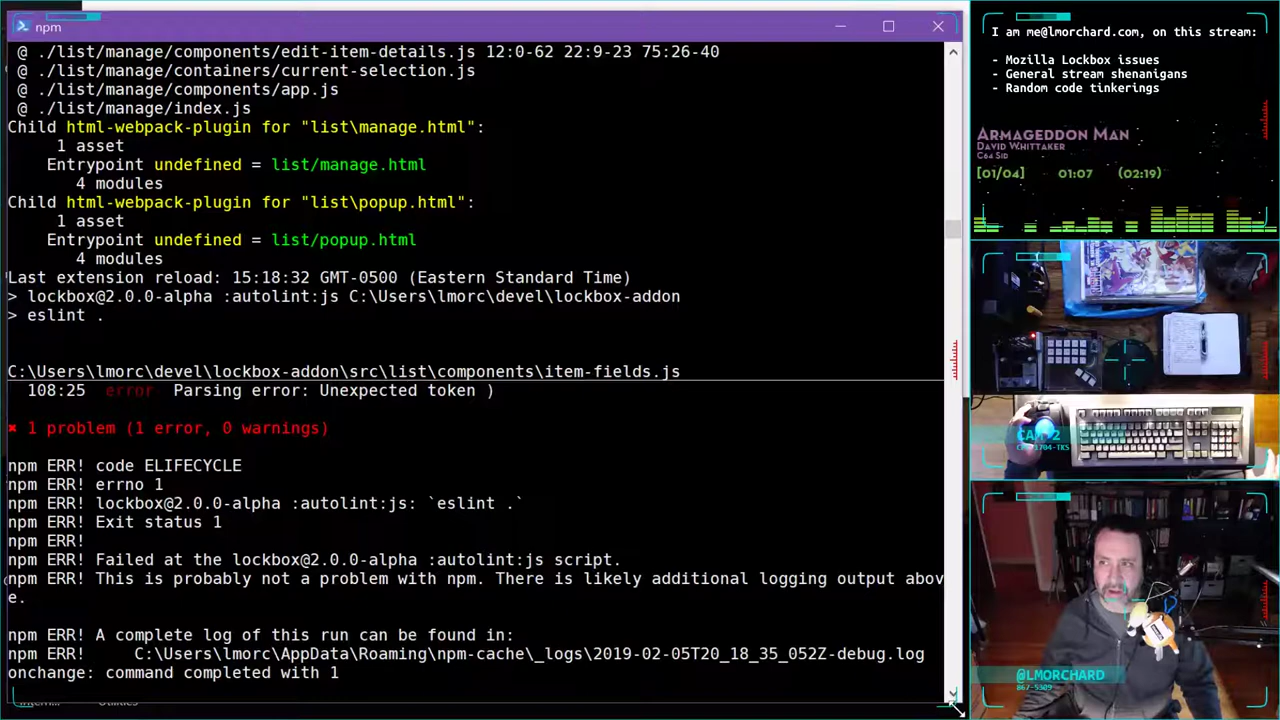 npm
@ ./list/manage/components/edit-item-details.js 12:0-62 22:9-23 75:26-40
@ ./list/manage/containers/current-selection.js
@ ./list/manage/components/app.js
@ ./list/manage/index.js
Child html-webpack-plugin for "list\manage.html":
1 asset
Entrypoint undefined = list/manage.html
4 modules
Child html-webpack-plugin for "list\popup.html":
1 asset
Entrypoint undefined = list/popup.html
4 modules
Last extension reload: 15:18:32 GMT-0500 (Eastern Standard Time)
> lockbox@2.0.0-alpha :autolint:js C:\Users\lmorc\devel\lockbox-addon
> eslint .
C:\Users\lmorc\devel\lockbox-addon\src\list\components\item-fields.js
108:25 error Parsing error: Unexpected token )
✖ 1 problem (1 error, 0 warnings)
npm ERR! code ELIFECYCLE
npm ERR! errno 1
npm ERR! lockbox@2.0.0-alpha :autolint:js: `eslint .`
npm ERR! Exit status 1
npm ERR!
npm ERR! Failed at the lockbox@2.0.0-alpha :autolint:js script.
npm ERR! This is probably not a problem with npm. There is likely additional logging output abov
e.
npm ERR! A complete log of this run can be found in:
npm ERR! C:\Users\lmorc\AppData\Roaming\npm-cache\_logs\2019-02-05T20_18_35_052Z-debug.log
onchange: command completed with 1
I am me@lmorchard.com, on this stream:
- Mozilla Lockbox issues
- General stream shenanigans
- Random code tinkerings
Armageddon Man
David Whittaker
C64 Sid
[01/04] 01:07 (02:19)
@LMORCHARD
867-5309